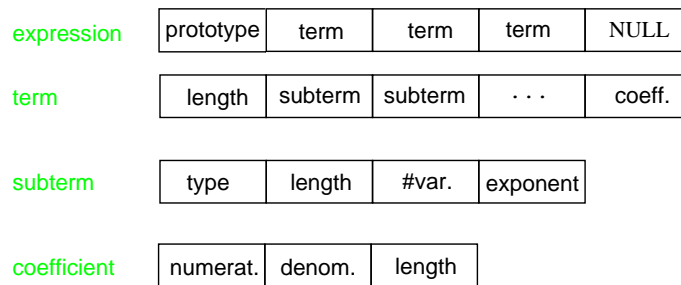 expression prototype term term term NULL
term length subterm subterm · · · coeff.
subterm type length #var. exponent
coefficient numerat. denom. length